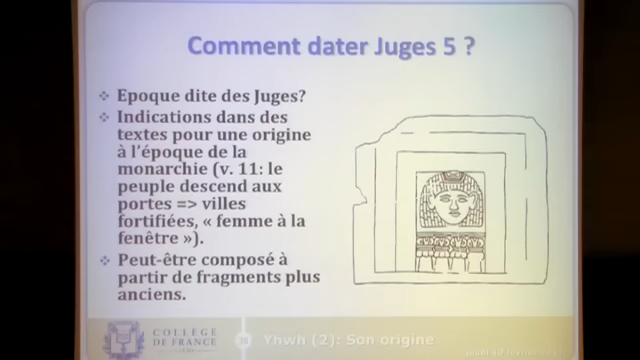 Comment dater Juges 5 ?
Epoque dite des Juges?
Indications dans des
textes pour une origine
à l'époque de la
monarchie (v. 11: le
peuple descend aux
portes => villes
fortifiées, « femme à la
fenêtre »).
Peut-être composé à
partir de fragments plus
anciens.
COLLÈGE
DE FRANCE
Yhwh (2): Son origine